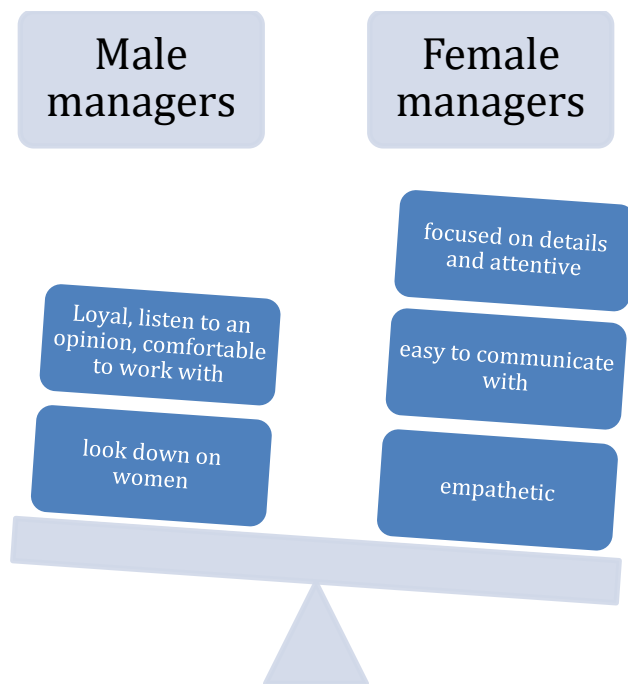 Male
managers
Female
managers
Loyal, listen to an
opinion, comfortable
to work with
look down on
women
focused on details
and attentive
easy to communicate
with
empathetic